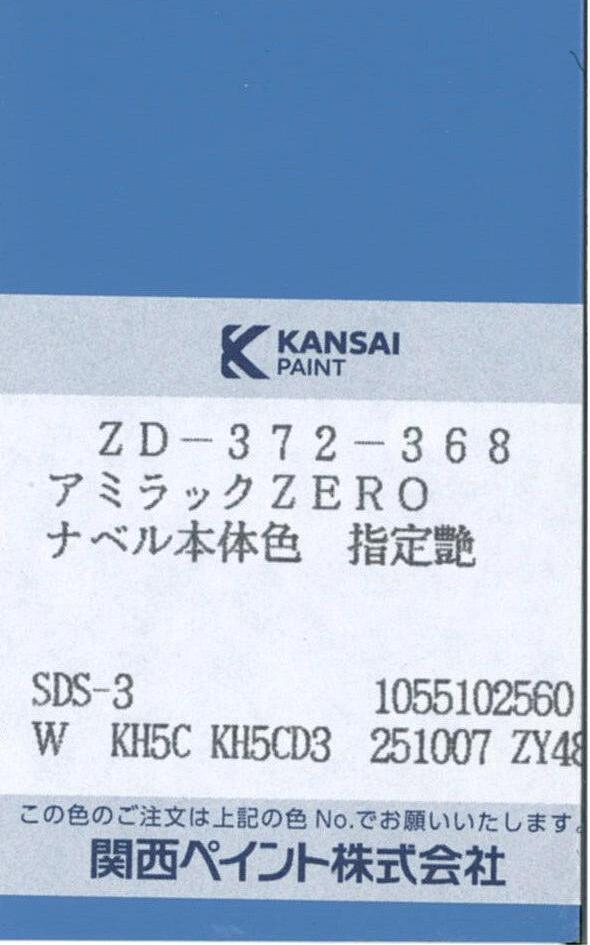 KANSAI
PAINT
ZD-372-368
アミラックZERO
ナベル本体色 指定艶
SDS-3 1055102560
W KH5C KH5CD3 251007 ZY48
この色のご注文は上記の色 No.でお願いいたします。
関西ペイント株式会社